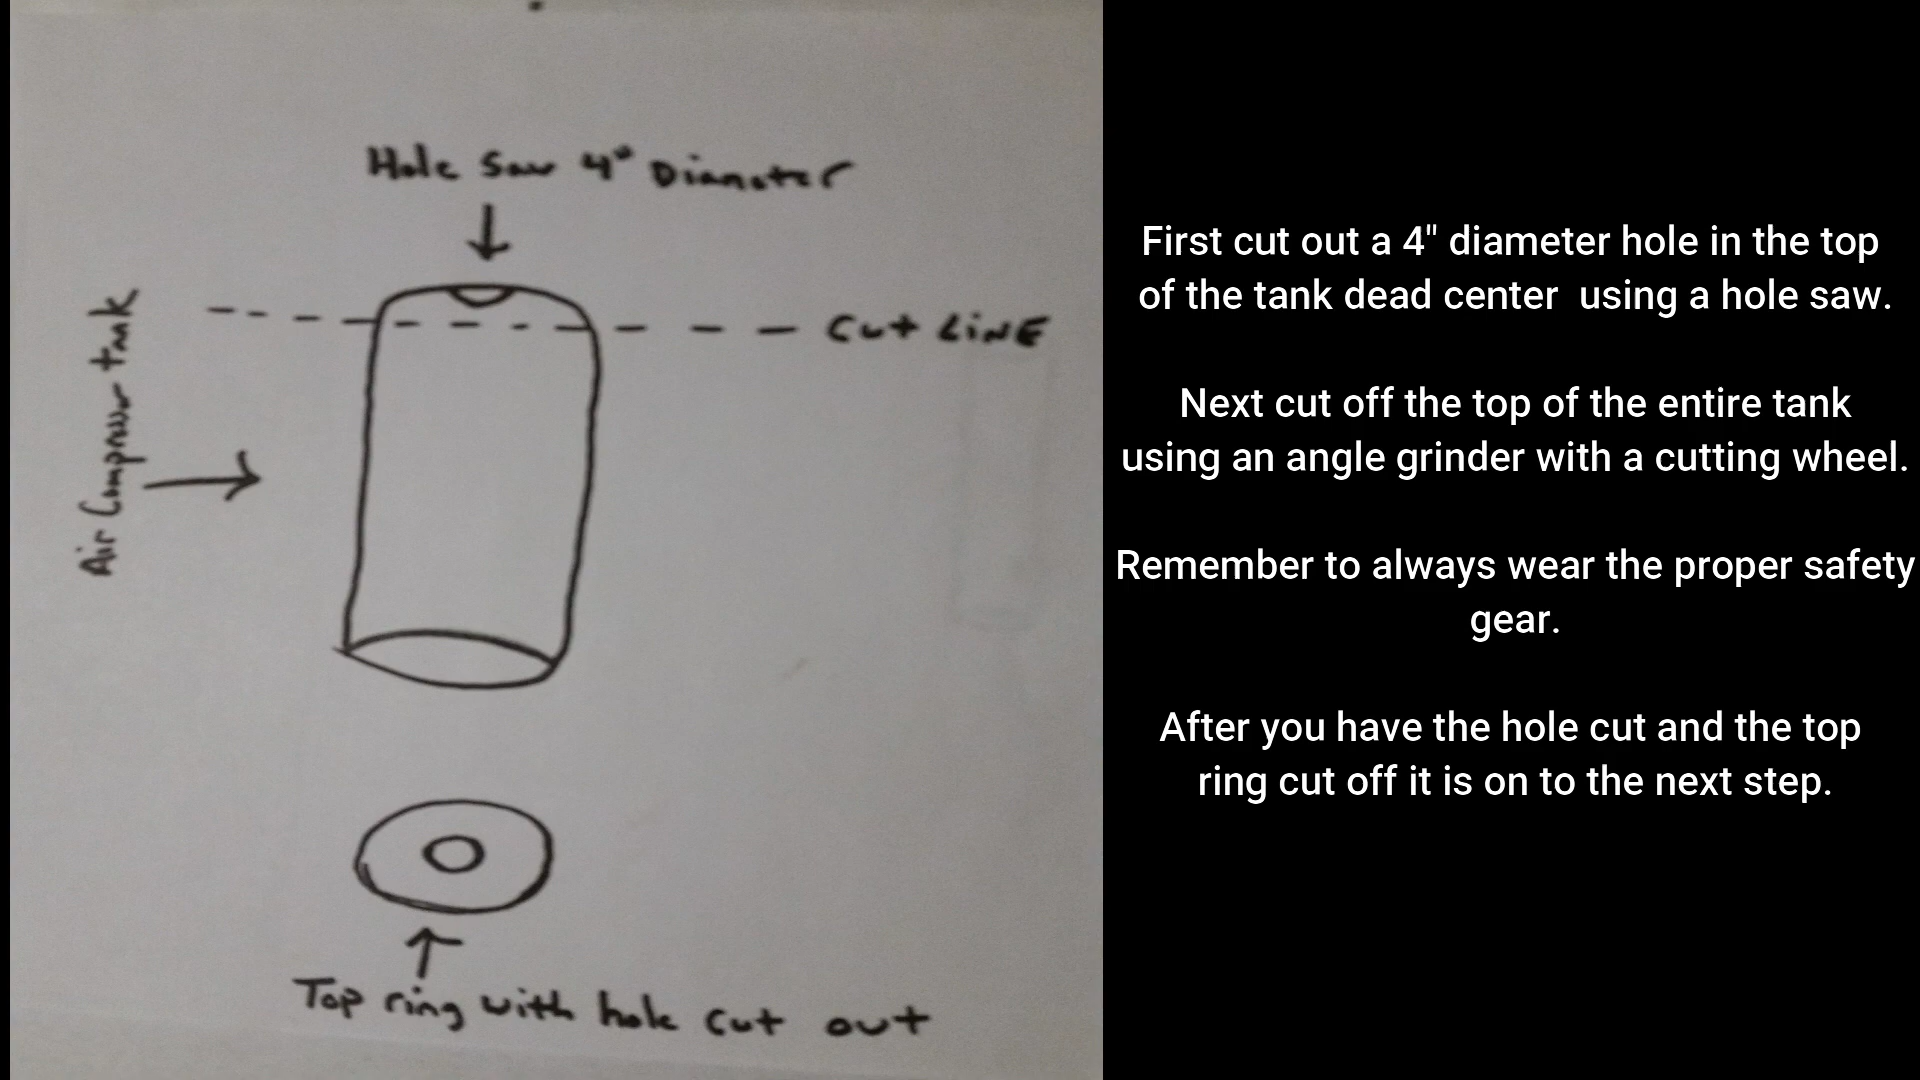 Hole Saw 4" Diameter
Cut LiNE
Air Compressor tank
Top ring with hole cut out
First cut out a 4" diameter hole in the top
of the tank dead center  using a hole saw.
Next cut off the top of the entire tank
using an angle grinder with a cutting wheel.
Remember to always wear the proper safety
gear.
After you have the hole cut and the top
ring cut off it is on to the next step.